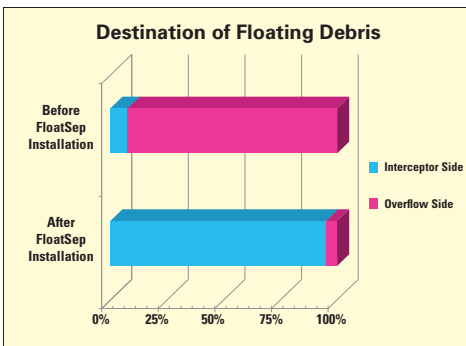 Destination of Floating Debris
Before
FloatSep
Installation
After
FloatSep
Installation
Interceptor Side
Overflow Side
0% 25% 50% 75% 100%